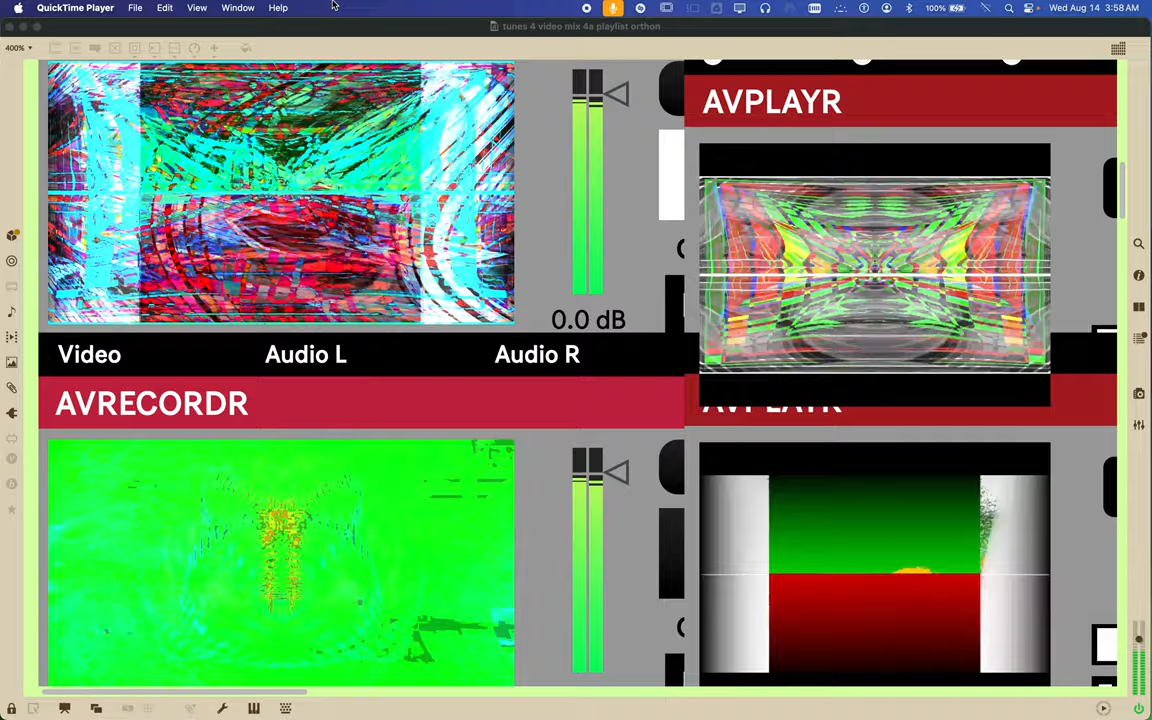 QuickTime Player File Edit View Window Help 100% Wed Aug 14 3:58 AM
tunes 4 video mix 4a playlist orthon
400%
AVPLAYR
0.0 dB
Video Audio L Audio R
AVRECORDR
AVPLAYR